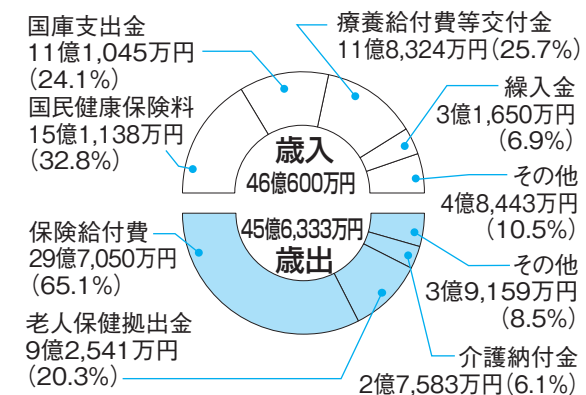 国庫支出金
11億1,045万円
(24.1%)
療養給付費等交付金
11億8,324万円(25.7%)
国民健康保険料
15億1,138万円
(32.8%)
繰入金
3億1,650万円
(6.9%)
歳入
46億600万円
その他
4億8,443万円
(10.5%)
保険給付費
29億7,050万円
(65.1%)
45億6,333万円
歳出
その他
3億9,159万円
(8.5%)
老人保健拠出金
9億2,541万円
(20.3%)
介護納付金
2億7,583万円(6.1%)